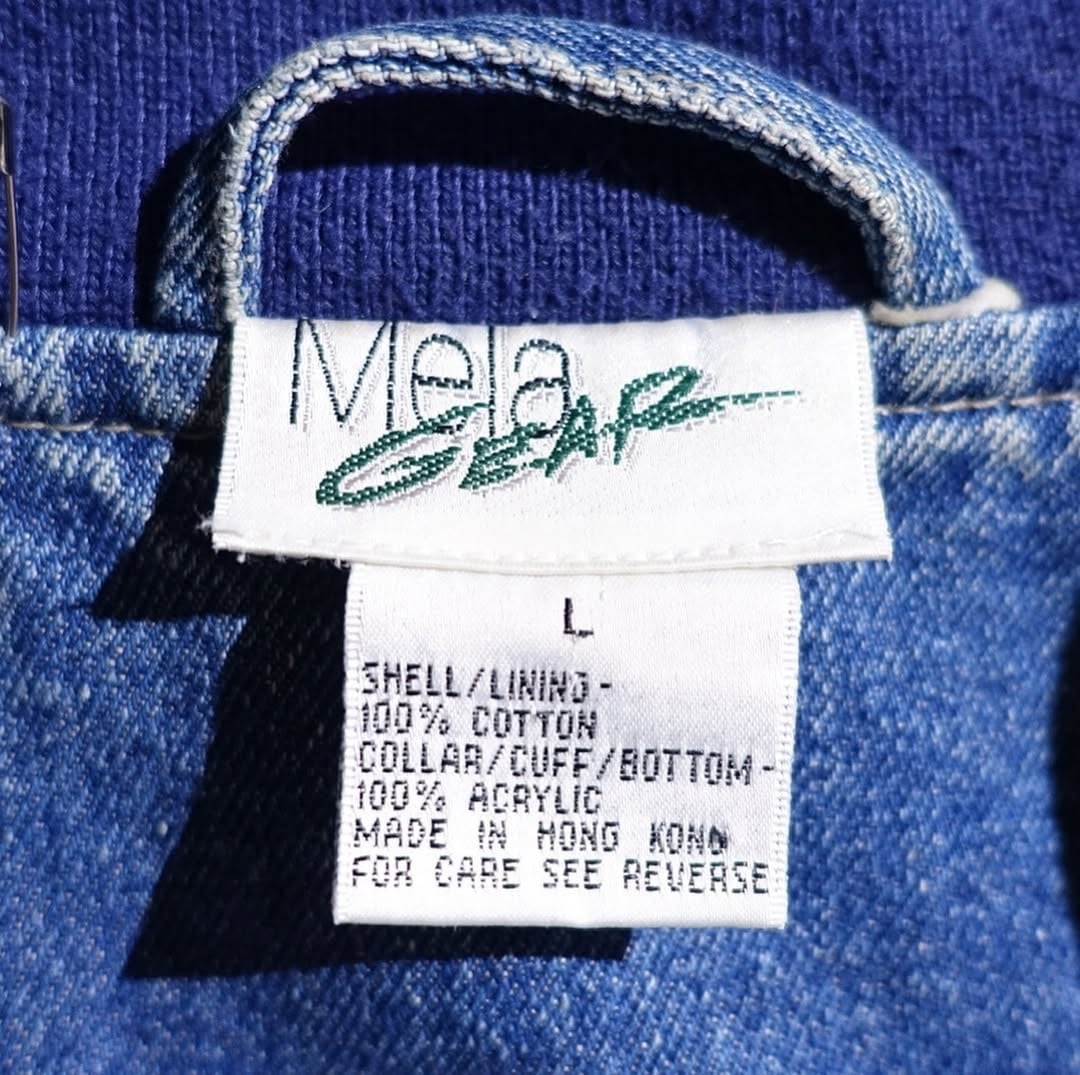 Mela
GEAR
L
SHELL/LINING-
100% COTTON
COLLAR/CUFF/BOTTOM-
100% ACRYLIC
MADE IN HONG KONG
FOR CARE SEE REVERSE